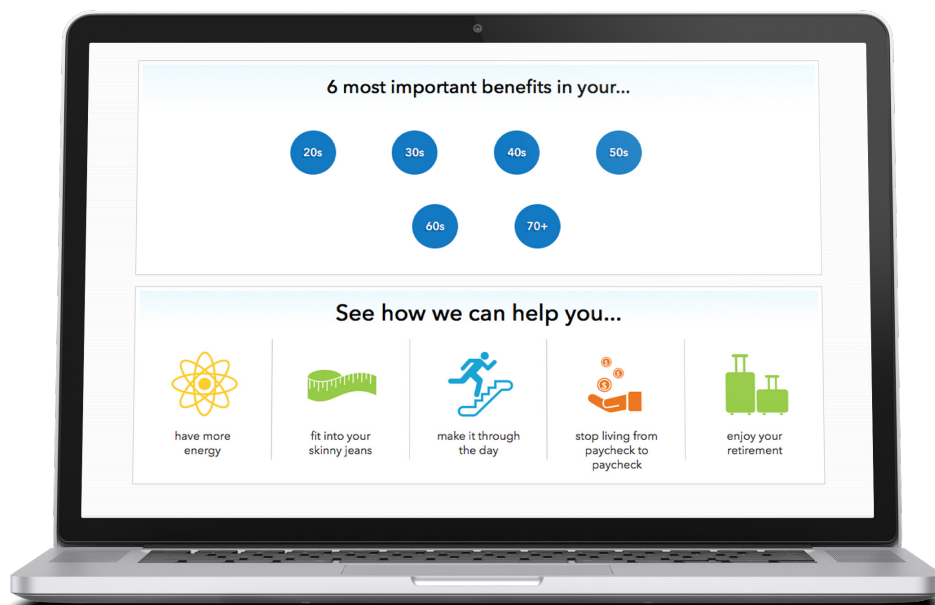 6 most important benefits in your...
20s
30s
40s
50s
60s
70+
See how we can help you...
have more
energy
fit into your
skinny jeans
make it through
the day
stop living from
paycheck to
paycheck
enjoy your
retirement